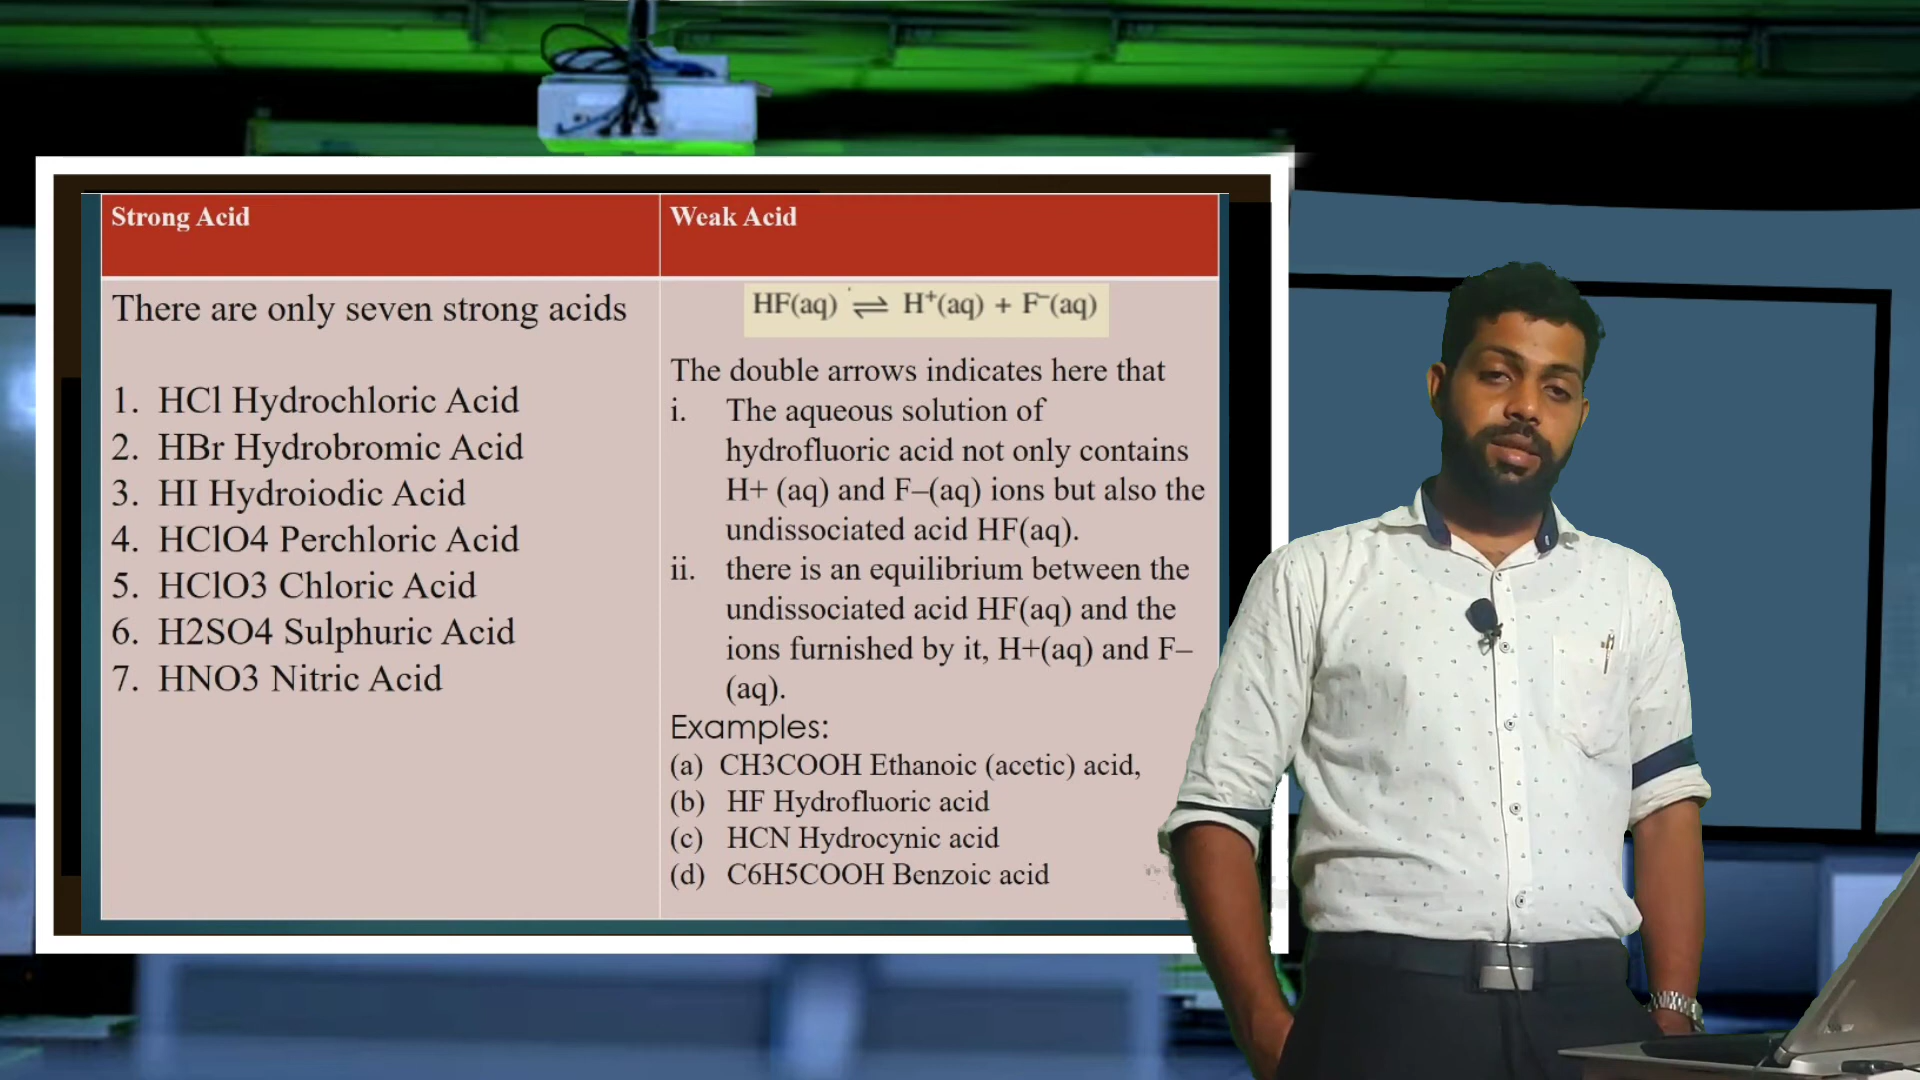 Strong Acid
There are only seven strong acids
1. HCl Hydrochloric Acid
2. HBr Hydrobromic Acid
3. HI Hydroiodic Acid
4. HClO4 Perchloric Acid
5. HClO3 Chloric Acid
6. H2SO4 Sulphuric Acid
7. HNO3 Nitric Acid
Weak Acid
HF(aq) ⇌ H⁺(aq) + F⁻(aq)
The double arrows indicates here that
i. The aqueous solution of
hydrofluoric acid not only contains
H+ (aq) and F–(aq) ions but also the
undissociated acid HF(aq).
ii. there is an equilibrium between the
undissociated acid HF(aq) and the
ions furnished by it, H+(aq) and F–
(aq).
Examples:
(a) CH3COOH Ethanoic (acetic) acid,
(b) HF Hydrofluoric acid
(c) HCN Hydrocynic acid
(d) C6H5COOH Benzoic acid